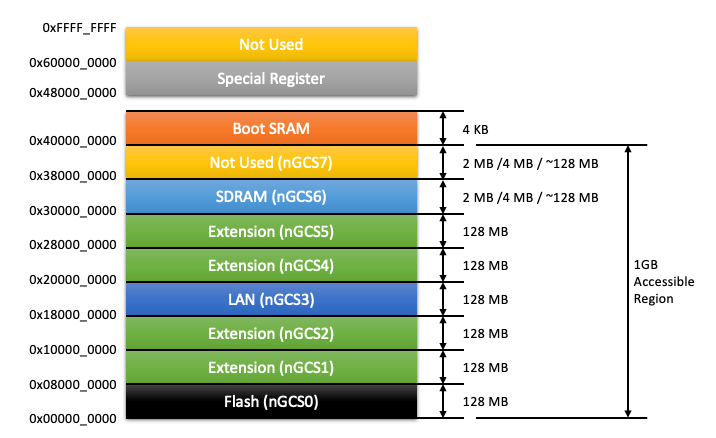 0xFFFF_FFFF
Not Used
0x60000_0000
Special Register
0x48000_0000
Boot SRAM
4 KB
0x40000_0000
Not Used (nGCS7)
2 MB /4 MB / ~128 MB
0x38000_0000
SDRAM (nGCS6)
2 MB /4 MB / ~128 MB
0x30000_0000
Extension (nGCS5)
128 MB
0x28000_0000
Extension (nGCS4)
128 MB
0x20000_0000
LAN (nGCS3)
128 MB
0x18000_0000
Extension (nGCS2)
128 MB
0x10000_0000
Extension (nGCS1)
128 MB
0x08000_0000
Flash (nGCS0)
128 MB
0x00000_0000
1GB
Accessible
Region